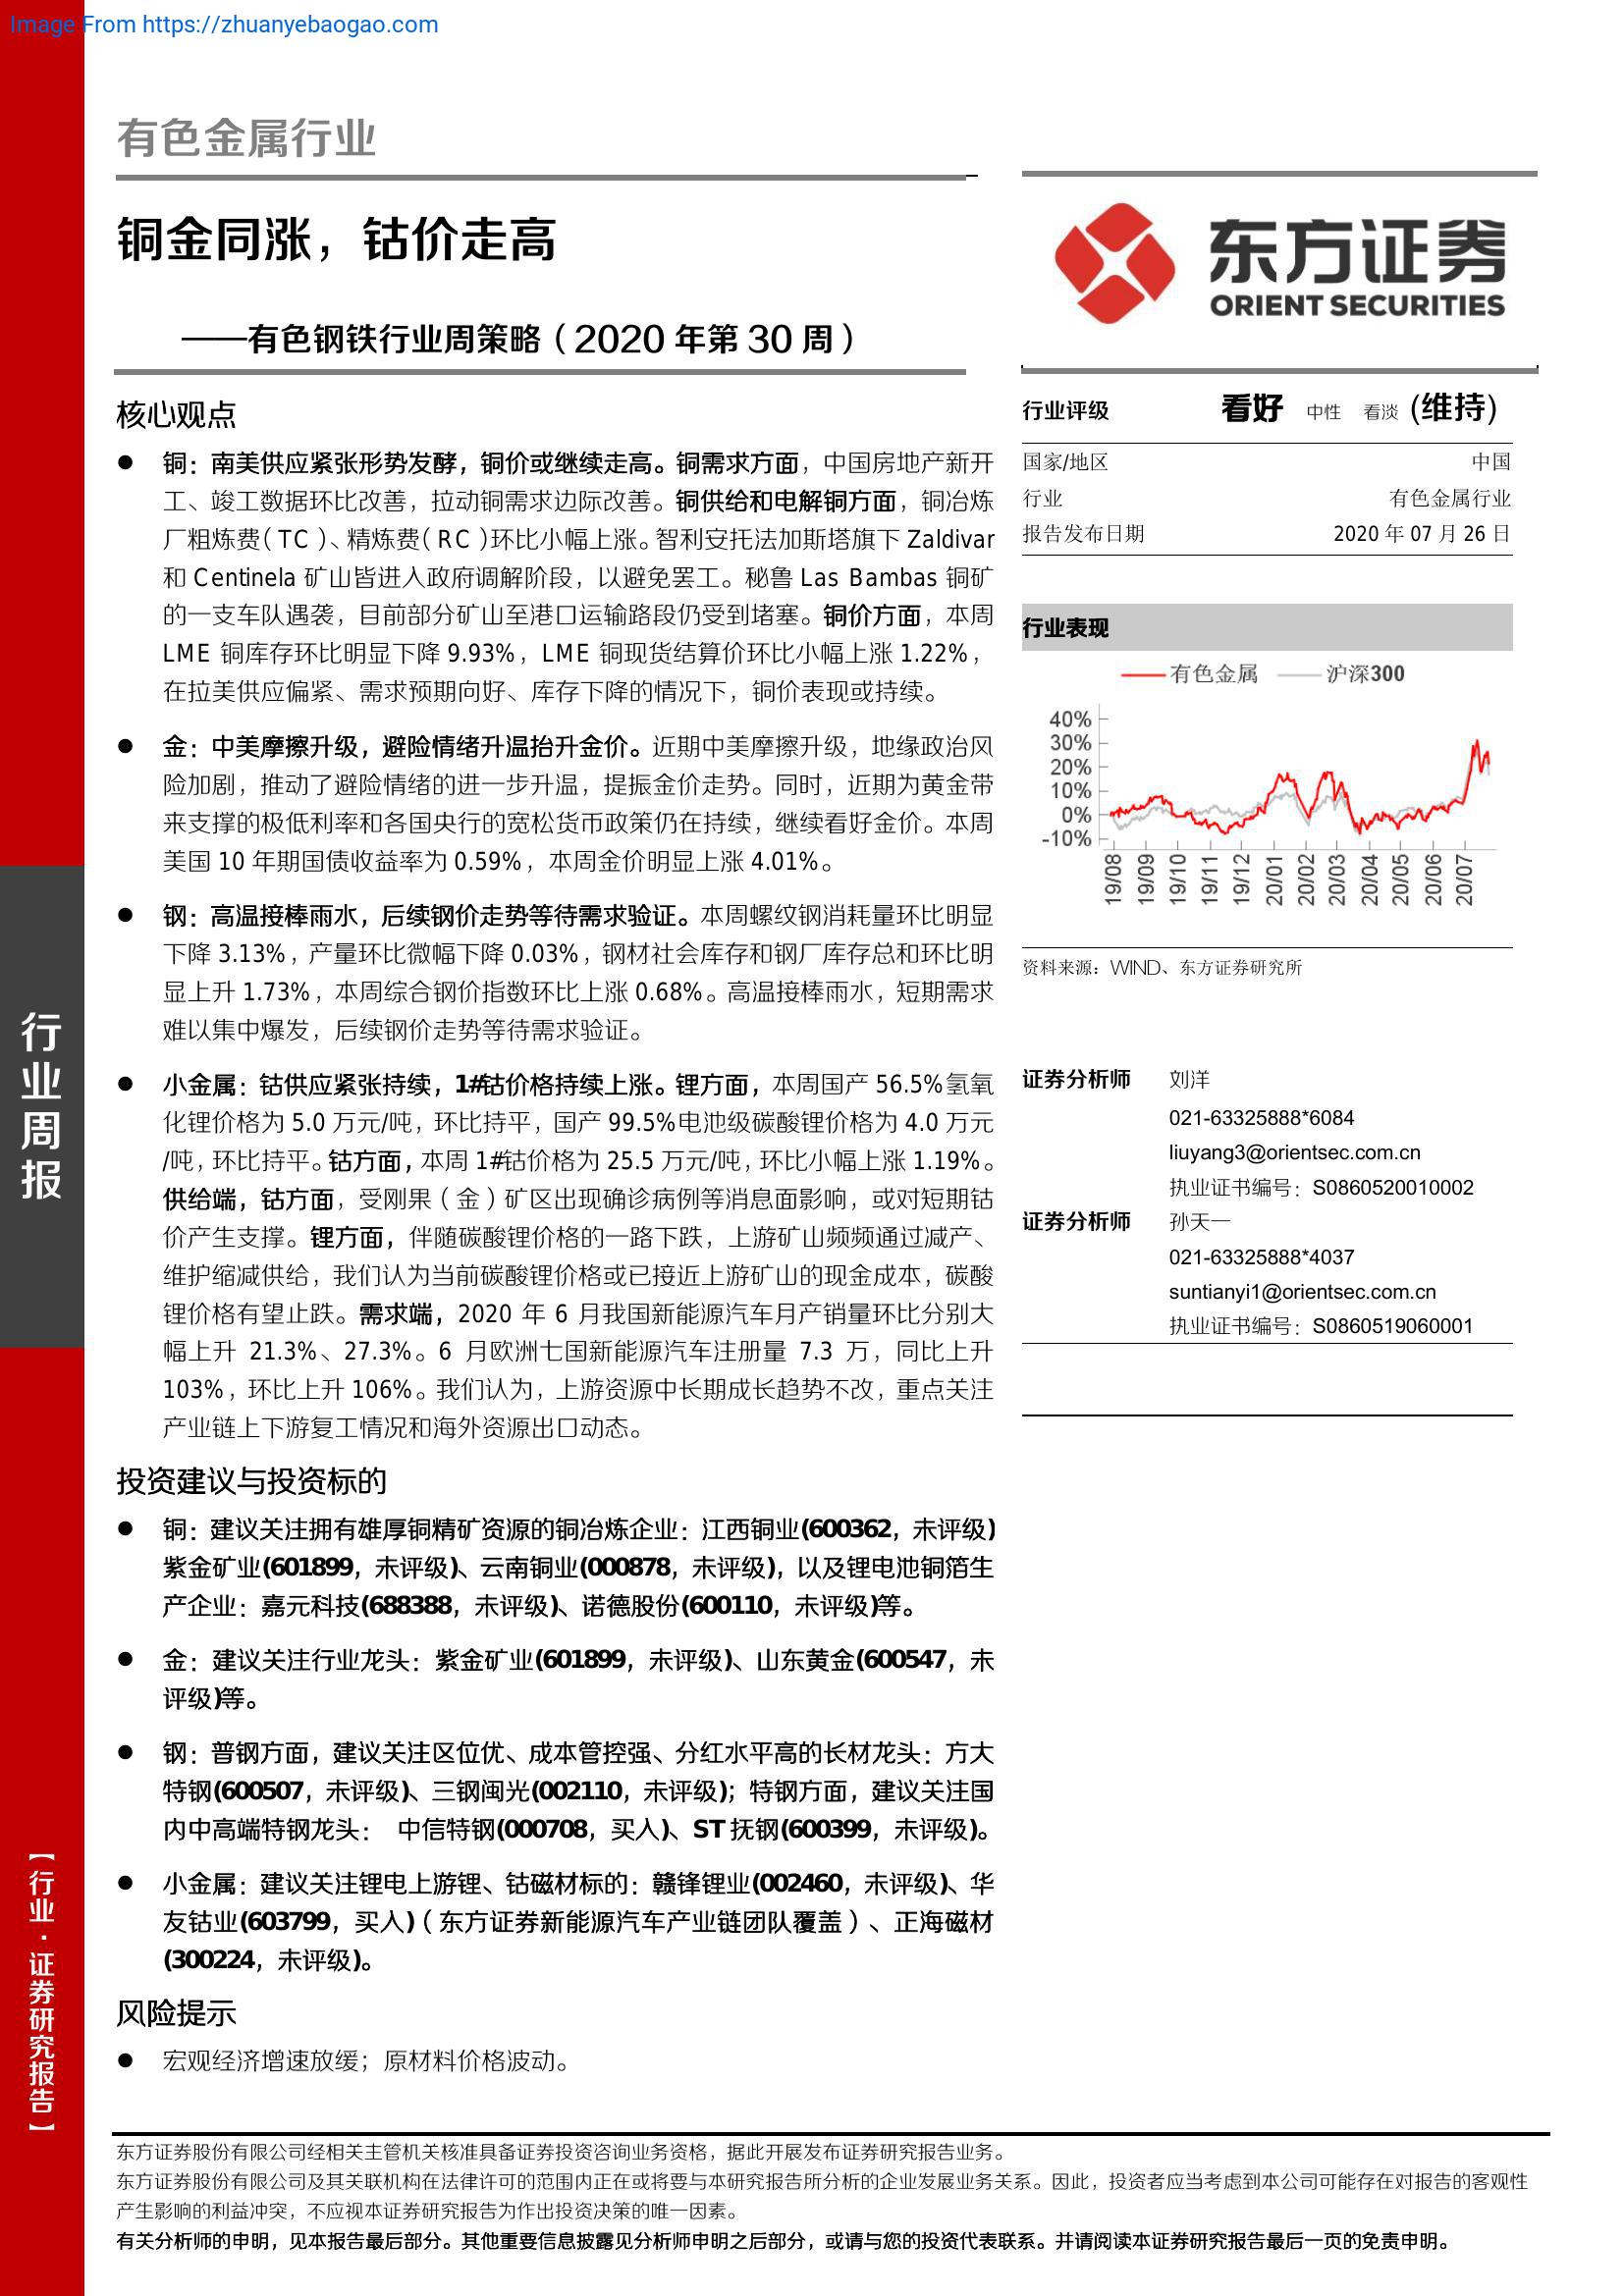 Image From https://zhuanyebaogao.com
有色金属行业
铜金同涨，钴价走高
——有色钢铁行业周策略（2020 年第 30 周）
核心观点
● 铜：南美供应紧张形势发酵，铜价或继续走高。铜需求方面，中国房地产新开
工、竣工数据环比改善，拉动铜需求边际改善。铜供给和电解铜方面，铜冶炼
厂粗炼费（TC）、精炼费（RC）环比小幅上涨。智利安托法加斯塔旗下 Zaldivar
和 Centinela 矿山皆进入政府调解阶段，以避免罢工。秘鲁 Las Bambas 铜矿
的一支车队遇袭，目前部分矿山至港口运输路段仍受到堵塞。铜价方面，本周
LME 铜库存环比明显下降 9.93%，LME 铜现货结算价环比小幅上涨 1.22%，
在拉美供应偏紧、需求预期向好、库存下降的情况下，铜价表现或持续。
● 金：中美摩擦升级，避险情绪升温抬升金价。近期中美摩擦升级，地缘政治风
险加剧，推动了避险情绪的进一步升温，提振金价走势。同时，近期为黄金带
来支撑的极低利率和各国央行的宽松货币政策仍在持续，继续看好金价。本周
美国 10 年期国债收益率为 0.59%，本周金价明显上涨 4.01%。
● 钢：高温接棒雨水，后续钢价走势等待需求验证。本周螺纹钢消耗量环比明显
下降 3.13%，产量环比微幅下降 0.03%，钢材社会库存和钢厂库存总和环比明
显上升 1.73%，本周综合钢价指数环比上涨 0.68%。高温接棒雨水，短期需求
难以集中爆发，后续钢价走势等待需求验证。
● 小金属：钴供应紧张持续，1#钴价格持续上涨。锂方面，本周国产 56.5%氢氧
化锂价格为 5.0 万元/吨，环比持平，国产 99.5%电池级碳酸锂价格为 4.0 万元
/吨，环比持平。钴方面，本周 1#钴价格为 25.5 万元/吨，环比小幅上涨 1.19%。
供给端，钴方面，受刚果（金）矿区出现确诊病例等消息面影响，或对短期钴
价产生支撑。锂方面，伴随碳酸锂价格的一路下跌，上游矿山频频通过减产、
维护缩减供给，我们认为当前碳酸锂价格或已接近上游矿山的现金成本，碳酸
锂价格有望止跌。需求端，2020 年 6 月我国新能源汽车月产销量环比分别大
幅上升 21.3%、27.3%。6 月欧洲七国新能源汽车注册量 7.3 万，同比上升
103%，环比上升 106%。我们认为，上游资源中长期成长趋势不改，重点关注
产业链上下游复工情况和海外资源出口动态。
投资建议与投资标的
● 铜：建议关注拥有雄厚铜精矿资源的铜冶炼企业：江西铜业(600362，未评级)
紫金矿业(601899，未评级)、云南铜业(000878，未评级)，以及锂电池铜箔生
产企业：嘉元科技(688388，未评级)、诺德股份(600110，未评级)等。
● 金：建议关注行业龙头：紫金矿业(601899，未评级)、山东黄金(600547，未
评级)等。
● 钢：普钢方面，建议关注区位优、成本管控强、分红水平高的长材龙头：方大
特钢(600507，未评级)、三钢闽光(002110，未评级)；特钢方面，建议关注国
内中高端特钢龙头： 中信特钢(000708，买入)、ST 抚钢(600399，未评级)。
● 小金属：建议关注锂电上游锂、钴磁材标的：赣锋锂业(002460，未评级)、华
友钴业(603799，买入)（东方证券新能源汽车产业链团队覆盖）、正海磁材
(300224，未评级)。
风险提示
● 宏观经济增速放缓；原材料价格波动。
东方证券
ORIENT SECURITIES
行业评级 看好 中性 看淡 (维持)
国家/地区 中国
行业 有色金属行业
报告发布日期 2020 年 07 月 26 日
行业表现
有色金属 沪深300
40%
30%
20%
10%
0%
-10%
19/08 19/09 19/10 19/11 19/12 20/01 20/02 20/03 20/04 20/05 20/06 20/07
资料来源：WIND、东方证券研究所
证券分析师 刘洋
021-63325888*6084
liuyang3@orientsec.com.cn
执业证书编号：S0860520010002
证券分析师 孙天一
021-63325888*4037
suntianyi1@orientsec.com.cn
执业证书编号：S0860519060001
行业周报
【行业·证券研究报告】
东方证券股份有限公司经相关主管机关核准具备证券投资咨询业务资格，据此开展发布证券研究报告业务。
东方证券股份有限公司及其关联机构在法律许可的范围内正在或将要与本研究报告所分析的企业发展业务关系。因此，投资者应当考虑到本公司可能存在对报告的客观性
产生影响的利益冲突，不应视本证券研究报告为作出投资决策的唯一因素。
有关分析师的申明，见本报告最后部分。其他重要信息披露见分析师申明之后部分，或请与您的投资代表联系。并请阅读本证券研究报告最后一页的免责申明。